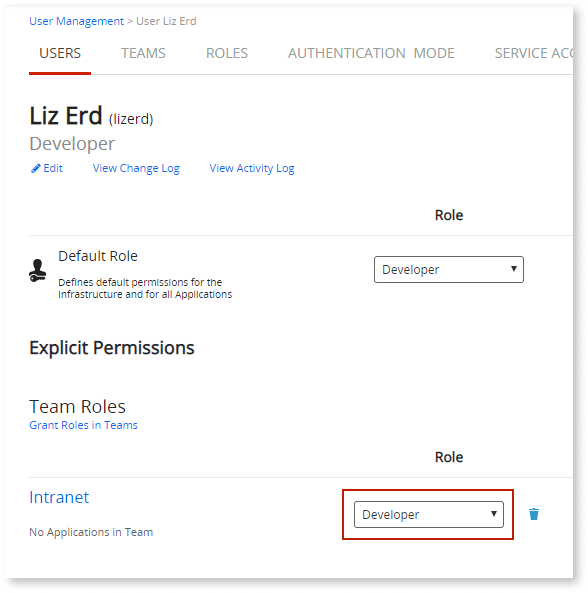 User Management > User Liz Erd
USERS TEAMS ROLES AUTHENTICATION MODE SERVICE ACC
Liz Erd (lizerd)
Developer
Edit View Change Log View Activity Log
Role
Default Role
Developer
Defines default permissions for the
infrastructure and for all Applications
Explicit Permissions
Team Roles
Grant Roles in Teams
Role
Intranet
Developer
No Applications in Team